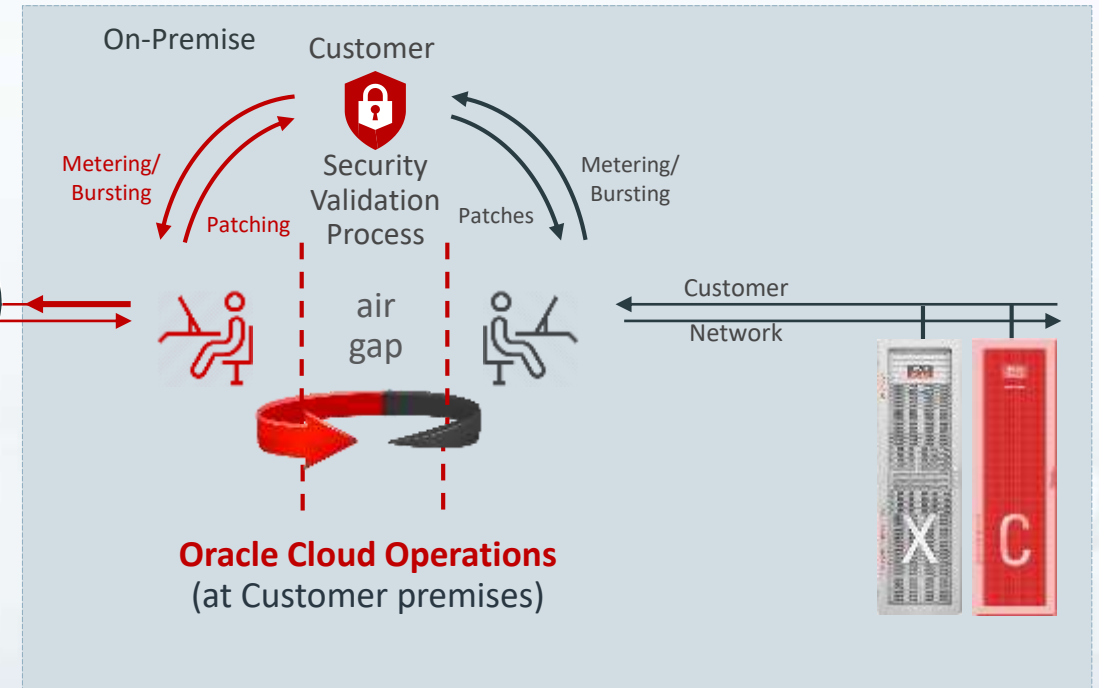 On-Premise
Customer
Metering/
Bursting
Patching
Security
Validation
Process
Patches
Metering/
Bursting
air
gap
Customer
Network
X
C
Oracle Cloud Operations
(at Customer premises)